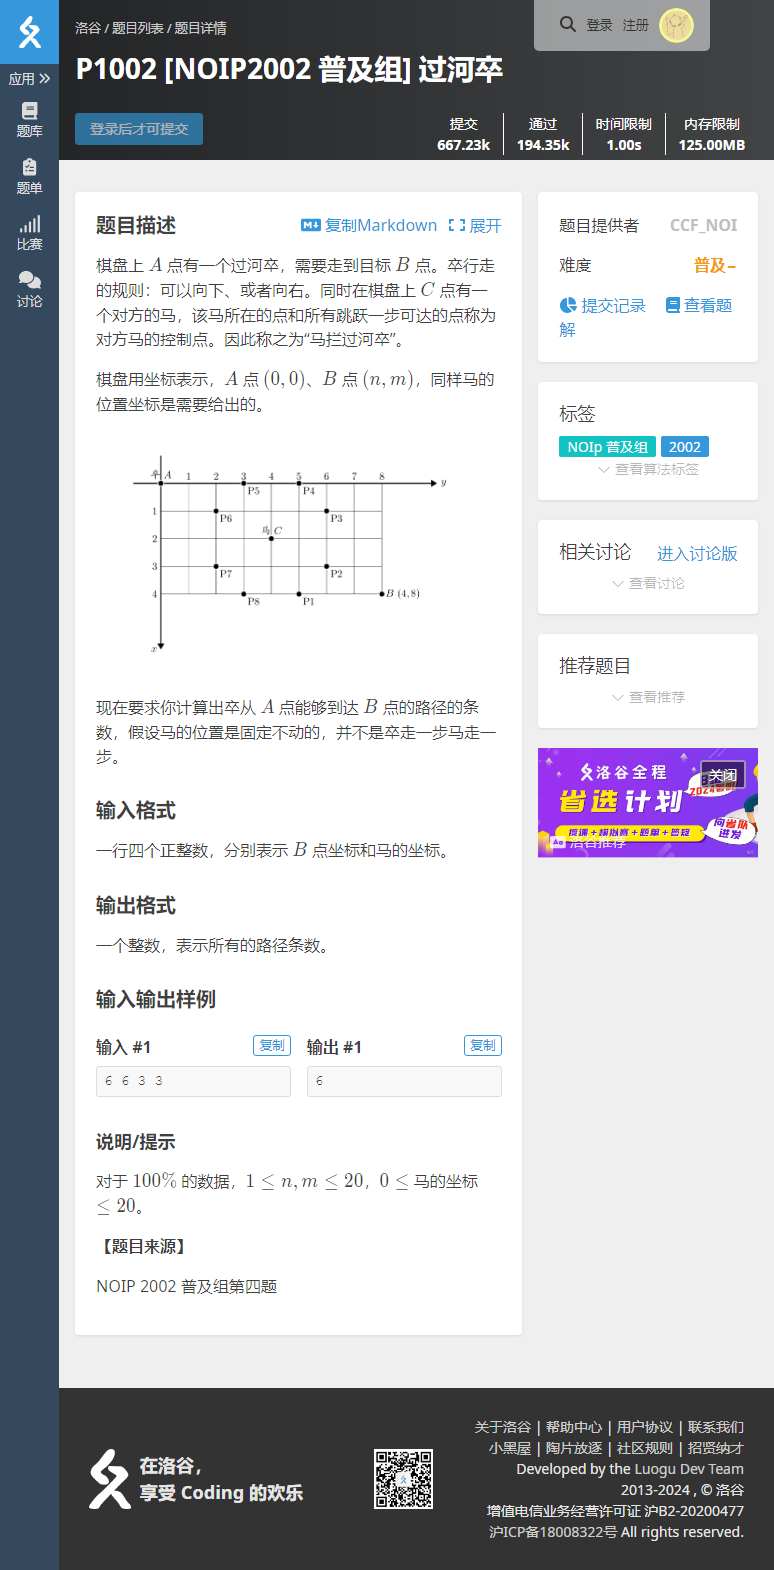 洛谷 / 题目列表 / 题目详情
登录 注册
P1002 [NOIP2002 普及组] 过河卒
登录后才可提交
提交 通过 时间限制 内存限制
667.23k 194.35k 1.00s 125.00MB
应用
题库
题单
比赛
讨论
题目描述 复制Markdown 展开
棋盘上 A 点有一个过河卒，需要走到目标 B 点。卒行走
的规则：可以向下、或者向右。同时在棋盘上 C 点有一
个对方的马，该马所在的点和所有跳跃一步可达的点称为
对方马的控制点。因此称之为“马拦过河卒”。
棋盘用坐标表示，A 点 (0, 0)、B 点 (n, m)，同样马的
位置坐标是需要给出的。
卒 A 1 2 3 4 5 6 7 8 y
P5 P4
1 P6 P3
马 C
2
3 P7 P2
4 P8 P1 B (4,8)
x
现在要求你计算出卒从 A 点能够到达 B 点的路径的条
数，假设马的位置是固定不动的，并不是卒走一步马走一
步。
输入格式
一行四个正整数，分别表示 B 点坐标和马的坐标。
输出格式
一个整数，表示所有的路径条数。
输入输出样例
输入 #1 复制 输出 #1 复制
6 6 3 3 6
说明/提示
对于 100% 的数据，1 ≤ n, m ≤ 20，0 ≤ 马的坐标
≤ 20。
【题目来源】
NOIP 2002 普及组第四题
题目提供者 CCF_NOI
难度 普及−
提交记录 查看题
解
标签
NOIp 普及组 2002
查看算法标签
相关讨论 进入讨论版
查看讨论
推荐题目
查看推荐
洛谷全程 关闭
省选计划
授课+模拟赛+题单+答疑
向省队
进发
Ad 洛谷推荐
在洛谷，
享受 Coding 的欢乐
关于洛谷 | 帮助中心 | 用户协议 | 联系我们
小黑屋 | 陶片放逐 | 社区规则 | 招贤纳才
Developed by the Luogu Dev Team
2013-2024 , © 洛谷
增值电信业务经营许可证 沪B2-20200477
沪ICP备18008322号 All rights reserved.